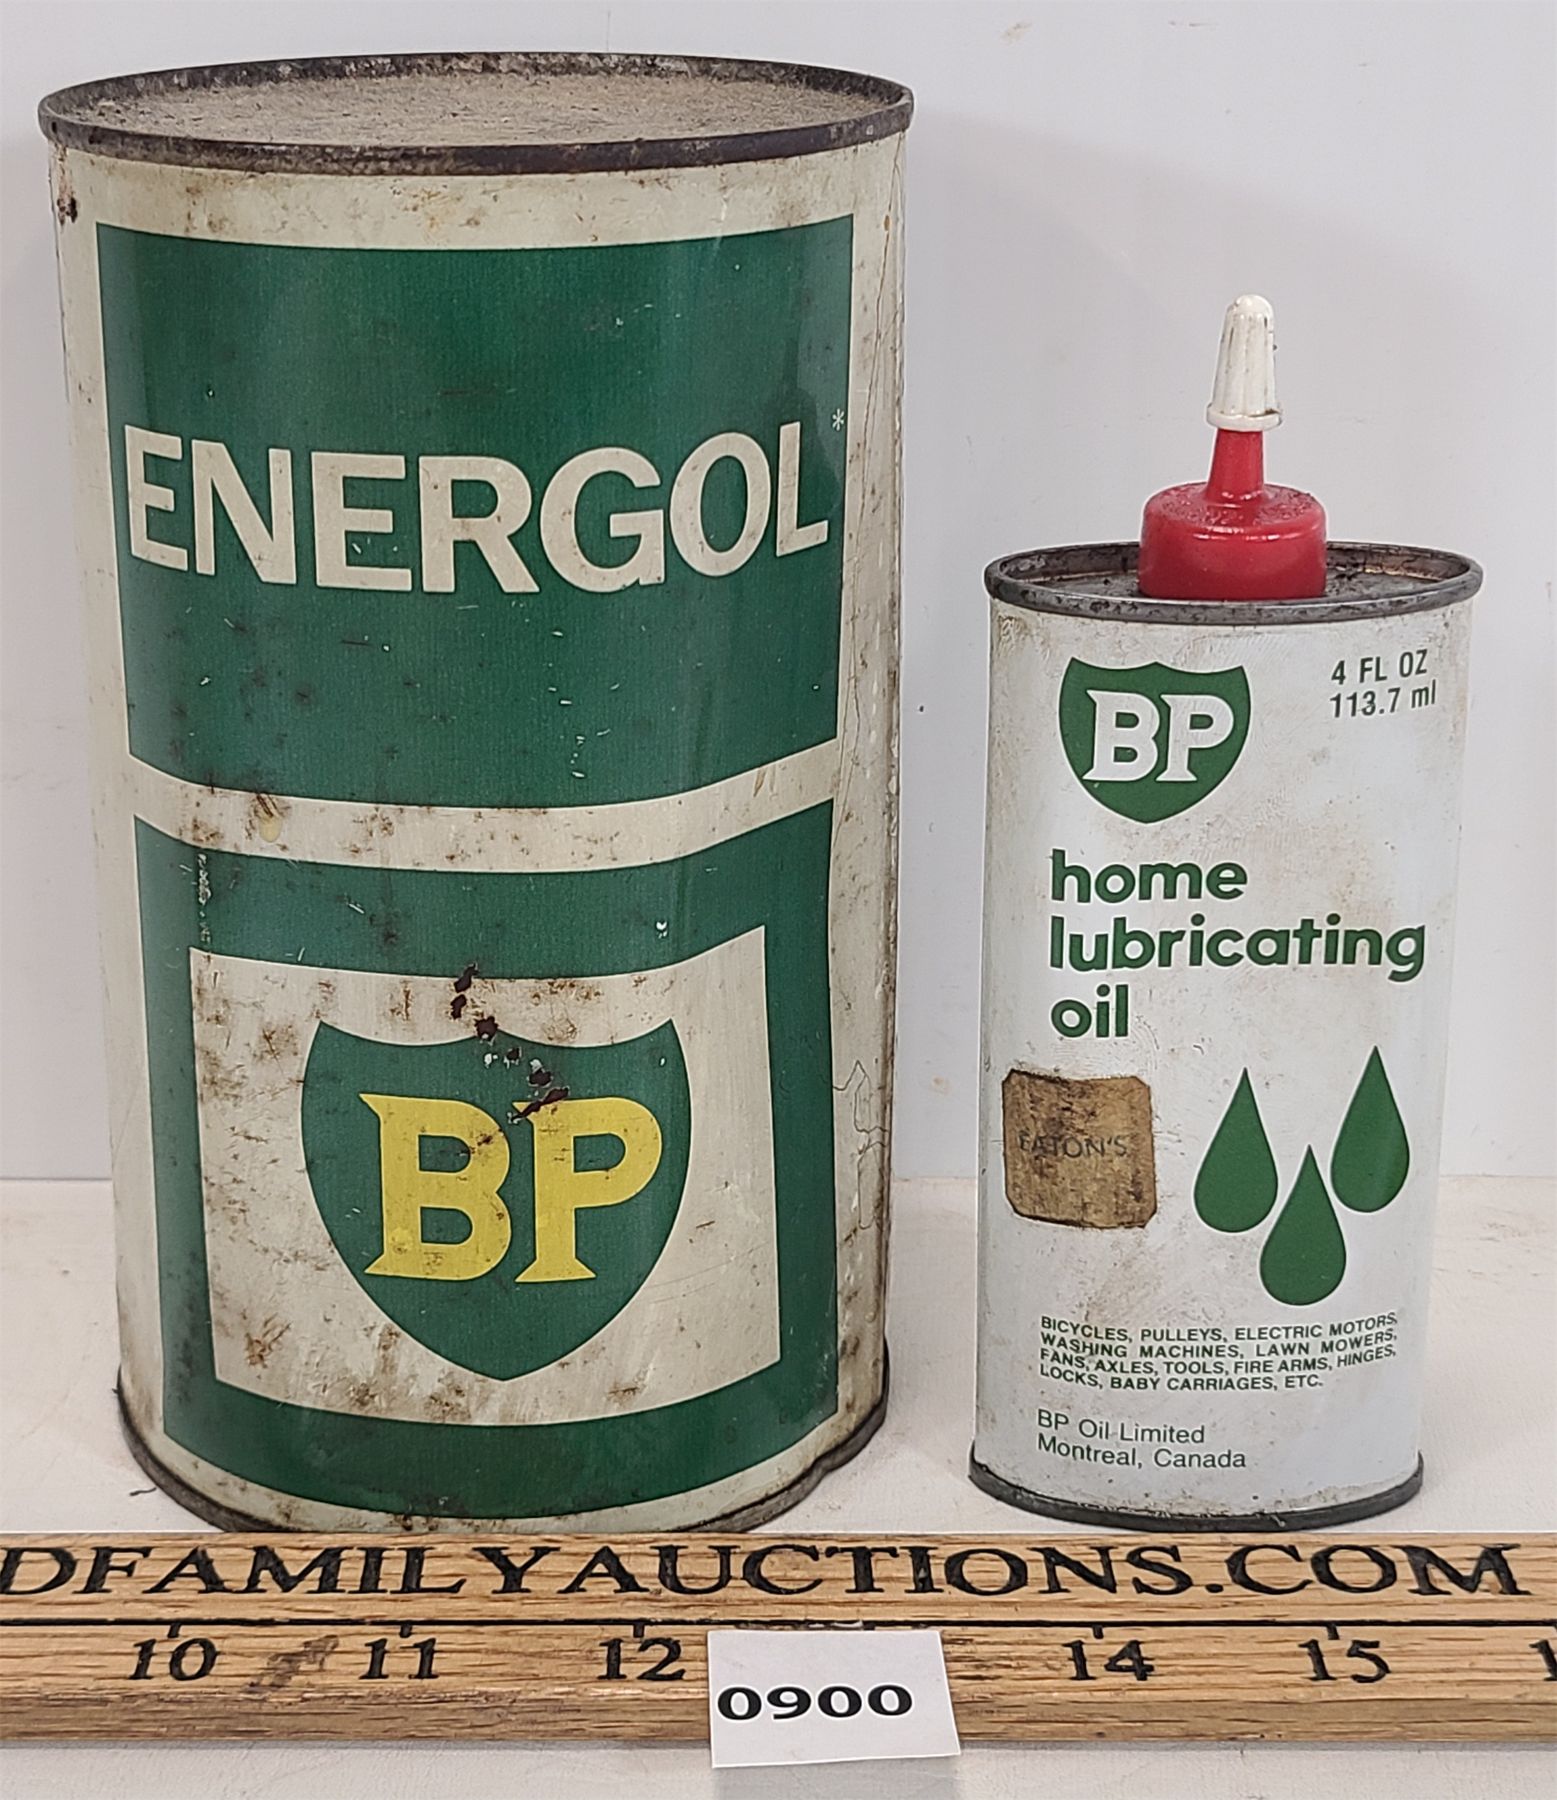 ENERGOL*
BP
BP
4 FL OZ
113.7 ml
home
lubricating
oil
EATON'S
BICYCLES, PULLEYS, ELECTRIC MOTORS,
WASHING MACHINES, LAWN MOWERS,
FANS, AXLES, TOOLS, FIRE ARMS, HINGES,
LOCKS, BABY CARRIAGES, ETC.
BP Oil Limited
Montreal, Canada
DFAMILYAUCTIONS.COM
10 11 12 14 15
0900